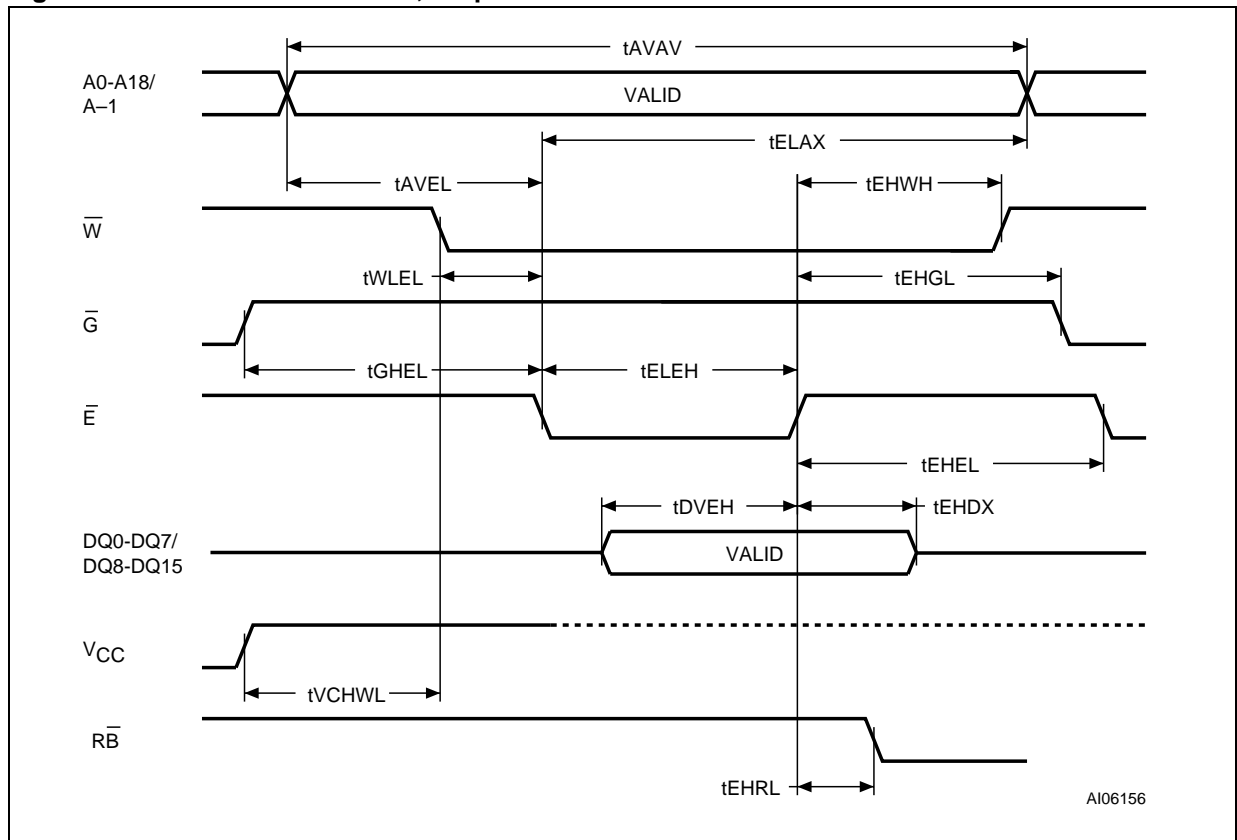 tAVAV
A0-A18/
A–1
VALID
tELAX
tAVEL
tEHWH
W̅
tWLEL
tEHGL
G̅
tGHEL
tELEH
E̅
tEHEL
tDVEH
tEHDX
DQ0-DQ7/
DQ8-DQ15
VALID
VCC
tVCHWL
RB̅
tEHRL
AI06156